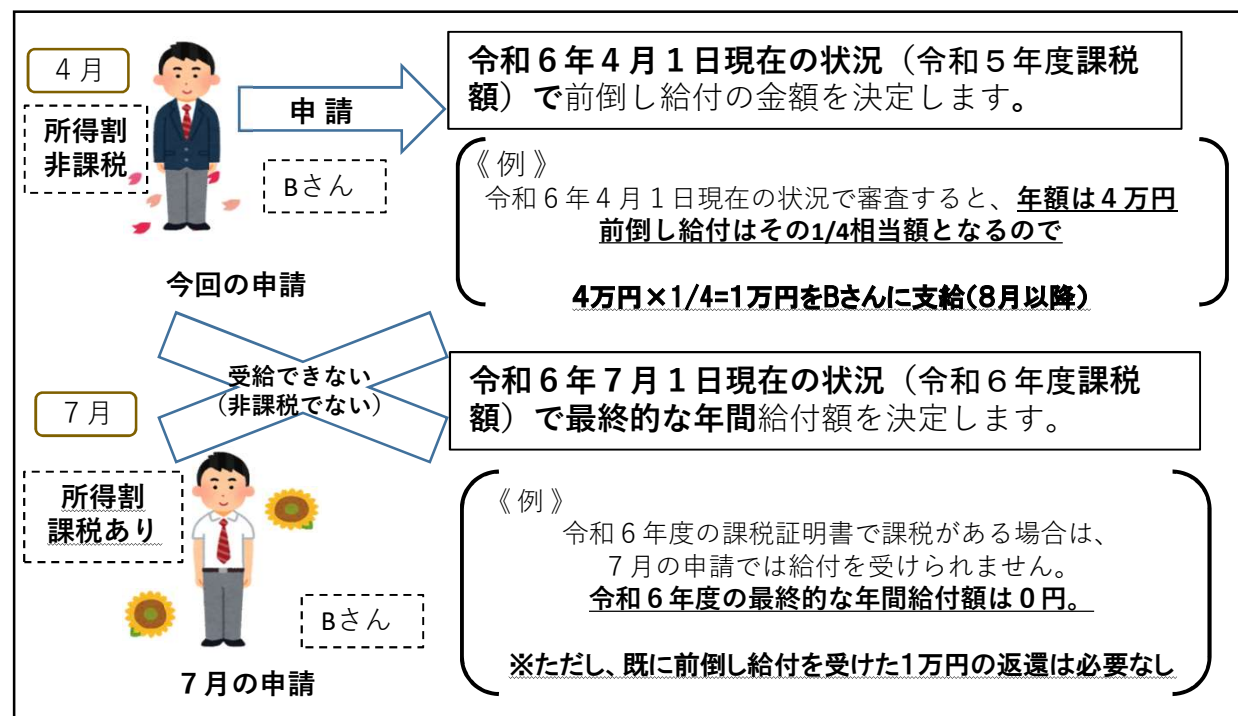 ４月
所得割
非課税
申 請
Bさん
今回の申請
令和６年４月１日現在の状況（令和５年度課税
額）で前倒し給付の金額を決定します。
《 例 》
令和６年４月１日現在の状況で審査すると、年額は４万円
前倒し給付はその1/4相当額となるので
４万円×１/４=１万円をBさんに支給（８月以降）
受給できない
（非課税でない）
７月
所得割
課税あり
Bさん
７月の申請
令和６年７月１日現在の状況（令和６年度課税
額）で最終的な年間給付額を決定します。
《 例 》
令和６年度の課税証明書で課税がある場合は、
７月の申請では給付を受けられません。
令和６年度の最終的な年間給付額は０円。
※ただし、既に前倒し給付を受けた１万円の返還は必要なし